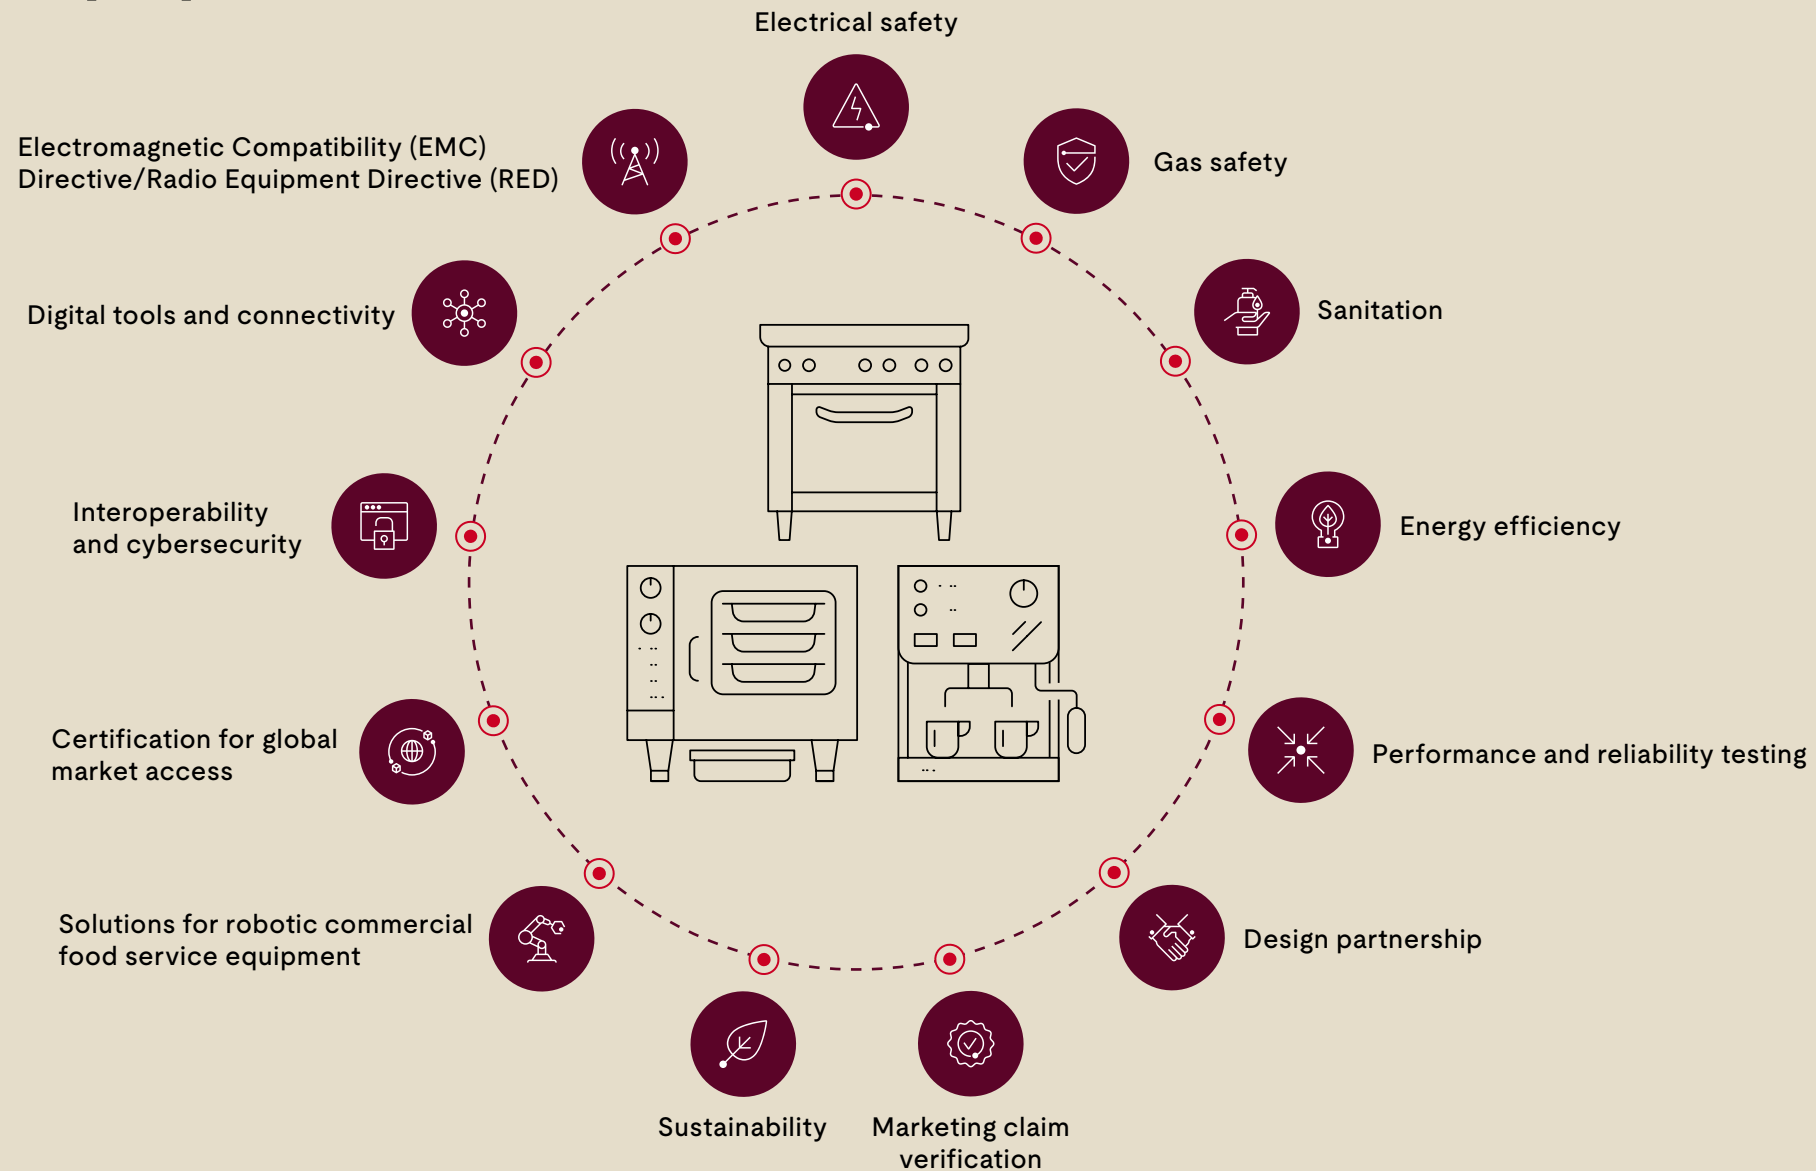 Electrical safety
Gas safety
Sanitation
Energy efficiency
Performance and reliability testing
Design partnership
Marketing claim
verification
Sustainability
Solutions for robotic commercial
food service equipment
Certification for global
market access
Interoperability
and cybersecurity
Digital tools and connectivity
Electromagnetic Compatibility (EMC)
Directive/Radio Equipment Directive (RED)